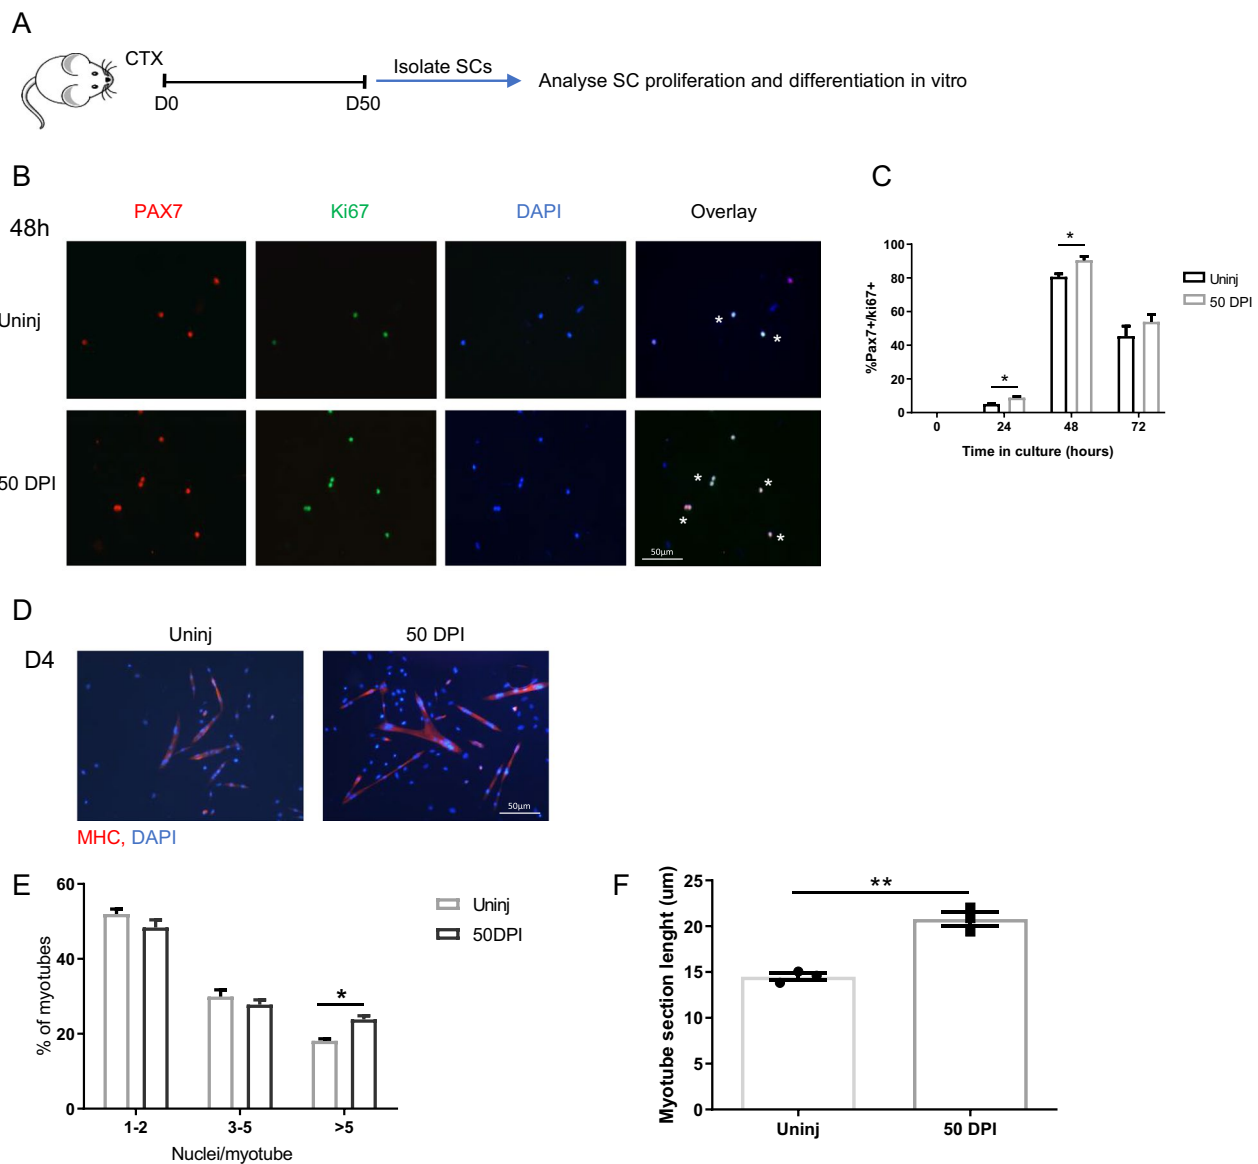 A
CTX
D0
D50
Isolate SCs
Analyse SC proliferation and differentiation in vitro
B
PAX7
Ki67
DAPI
Overlay
48h
Uninj
*
*
50 DPI
*
*
*
*
50μm
C
%Pax7+/ki67+
100
80
60
40
20
0
*
*
0
24
48
72
Time in culture (hours)
Uninj
50 DPI
D
Uninj
50 DPI
D4
50μm
MHC, DAPI
E
% of myotubes
60
40
20
0
*
1-2
3-5
>5
Nuclei/myotube
Uninj
50DPI
F
Myotube section lenght (um)
25
20
15
10
5
0
**
Uninj
50 DPI